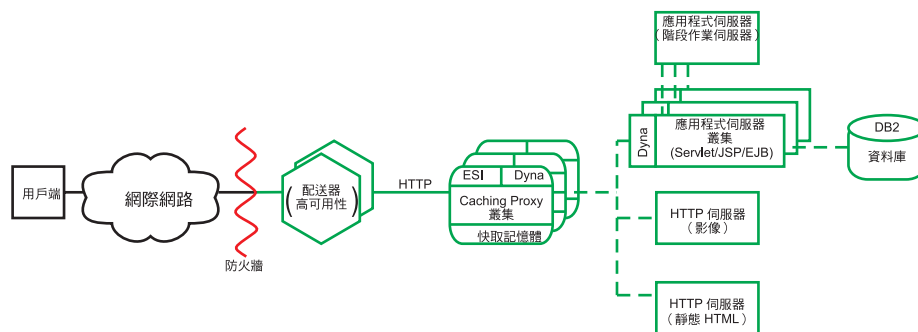 用戶端
網際網路
防火牆
(配送器
高可用性)
HTTP
ESI Dyna
Caching Proxy
叢集
快取記憶體
應用程式伺服器
(階段作業伺服器)
Dyna
應用程式伺服器
叢集
(Servlet/JSP/EJB)
DB2
資料庫
HTTP 伺服器
(影像)
HTTP 伺服器
(靜態 HTML)